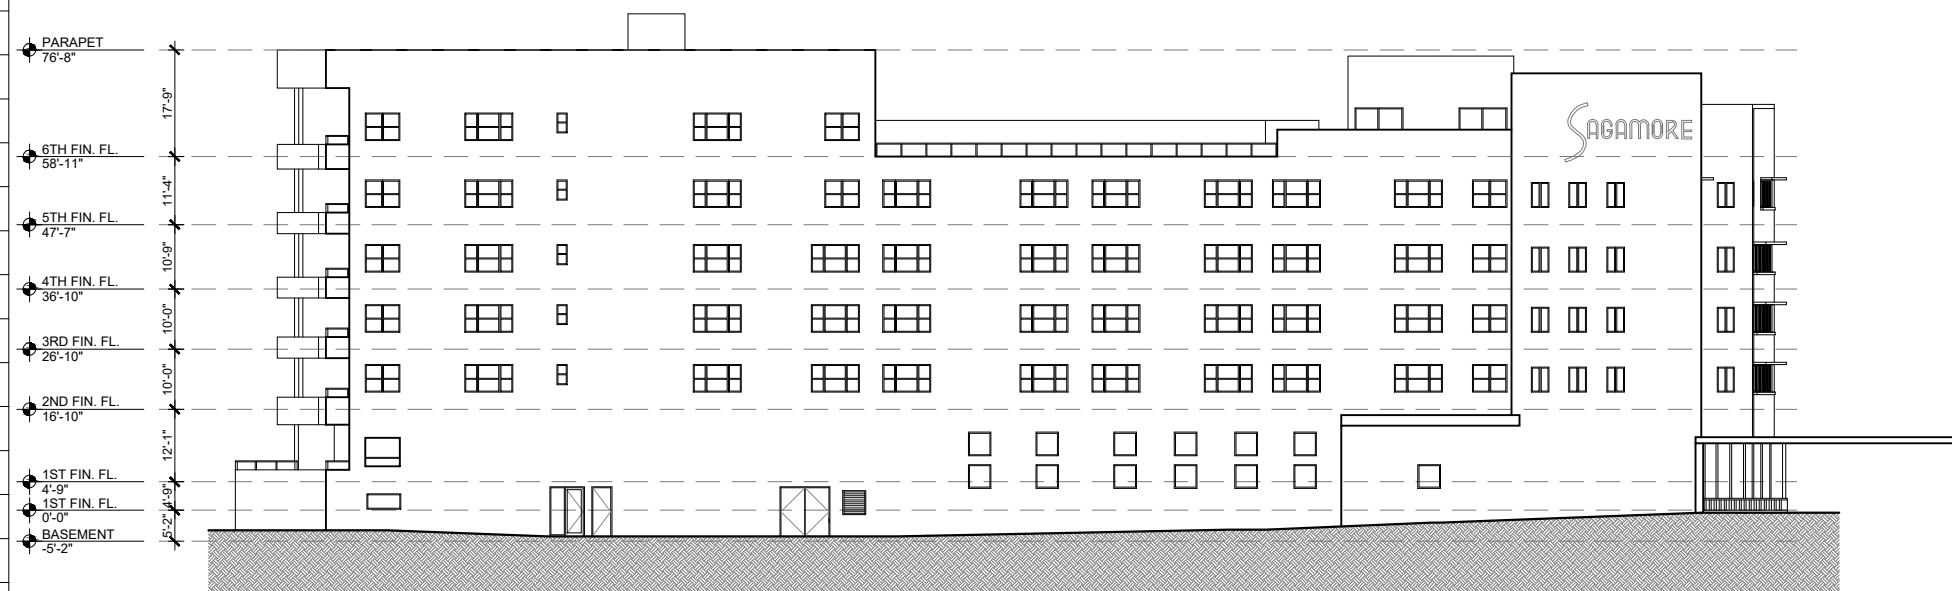 PARAPET
76'-8"
17'-9"
6TH FIN. FL.
58'-11"
11'-4"
5TH FIN. FL.
47'-7"
10'-9"
4TH FIN. FL.
36'-10"
10'-0"
3RD FIN. FL.
26'-10"
10'-0"
2ND FIN. FL.
16'-10"
12'-1"
1ST FIN. FL.
4'-9"
4'-9"
1ST FIN. FL.
0'-0"
5'-2"
BASEMENT
-5'-2"
SAGAMORE